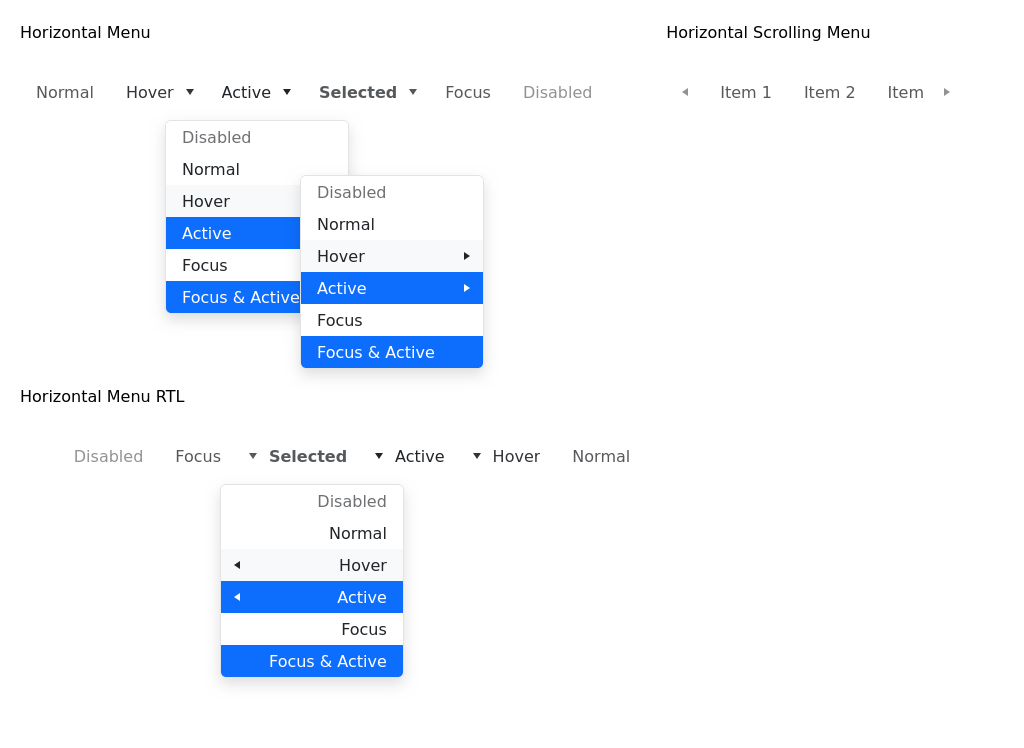 Horizontal Menu
Normal Hover Active Selected Focus Disabled
Disabled
Normal
Hover
Active
Focus
Focus & Active
Disabled
Normal
Hover
Active
Focus
Focus & Active
Horizontal Scrolling Menu
Item 1 Item 2 Item
Horizontal Menu RTL
Disabled Focus Selected Active Hover Normal
Disabled
Normal
Hover
Active
Focus
Focus & Active